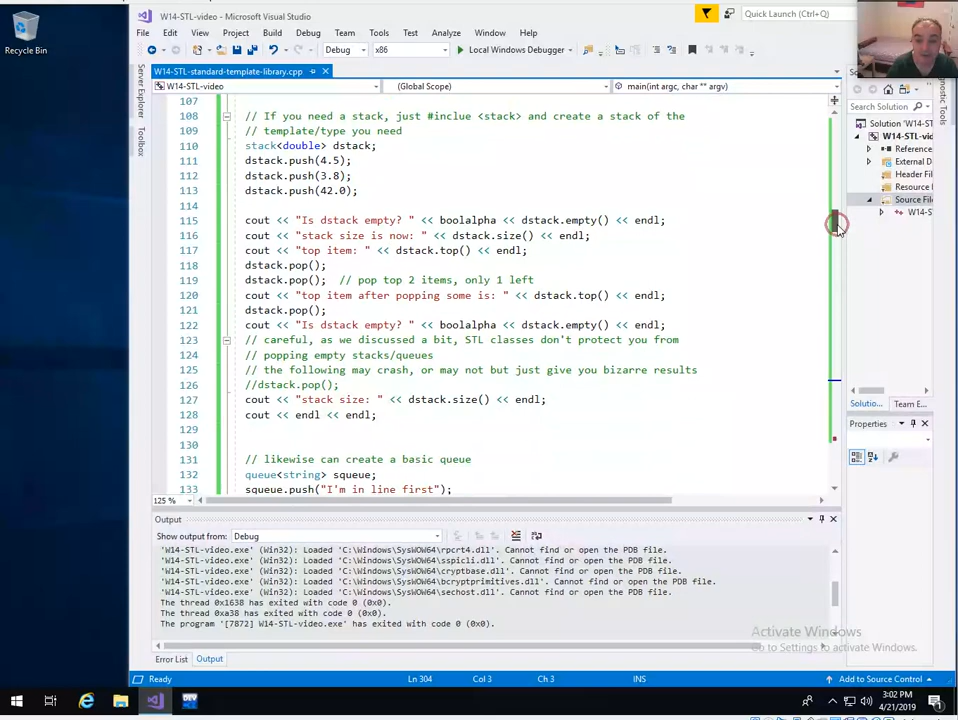 W14-STL-video - Microsoft Visual Studio
Quick Launch (Ctrl+Q)
File Edit View Project Build Debug Team Tools Test Analyze Window Help
Debug x86 Local Windows Debugger
Recycle Bin
Server Explorer
Toolbox
W14-STL-standard-template-library.cpp
W14-STL-video (Global Scope) main(int argc, char ** argv)
107
108 // If you need a stack, just #inclue <stack> and create a stack of the
109 // template/type you need
110 stack<double> dstack;
111 dstack.push(4.5);
112 dstack.push(3.8);
113 dstack.push(42.0);
114
115 cout << "Is dstack empty? " << boolalpha << dstack.empty() << endl;
116 cout << "stack size is now: " << dstack.size() << endl;
117 cout << "top item: " << dstack.top() << endl;
118 dstack.pop();
119 dstack.pop();  // pop top 2 items, only 1 left
120 cout << "top item after popping some is: " << dstack.top() << endl;
121 dstack.pop();
122 cout << "Is dstack empty? " << boolalpha << dstack.empty() << endl;
123 // careful, as we discussed a bit, STL classes don't protect you from
124 // popping empty stacks/queues
125 // the following may crash, or may not but just give you bizarre results
126 //dstack.pop();
127 cout << "stack size: " << dstack.size() << endl;
128 cout << endl << endl;
129
130
131 // likewise can create a basic queue
132 queue<string> squeue;
133 squeue.push("I'm in line first");
125 %
Search Solution
Solution 'W14-S
W14-STL-vid
Reference
External D
Header Fil
Resource
Source File
W14-S
Solutio... Team E...
Properties
Output
Show output from: Debug
'W14-STL-video.exe' (Win32): Loaded 'C:\Windows\SysWOW64\rpcrt4.dll'. Cannot find or open the PDB file.
'W14-STL-video.exe' (Win32): Loaded 'C:\Windows\SysWOW64\sspicli.dll'. Cannot find or open the PDB file.
'W14-STL-video.exe' (Win32): Loaded 'C:\Windows\SysWOW64\cryptbase.dll'. Cannot find or open the PDB file.
'W14-STL-video.exe' (Win32): Loaded 'C:\Windows\SysWOW64\bcryptprimitives.dll'. Cannot find or open the PDB file.
'W14-STL-video.exe' (Win32): Loaded 'C:\Windows\SysWOW64\sechost.dll'. Cannot find or open the PDB file.
The thread 0x1638 has exited with code 0 (0x0).
The thread 0xa38 has exited with code 0 (0x0).
The program '[7872] W14-STL-video.exe' has exited with code 0 (0x0).
Activate Windows
Go to Settings to activate Windows.
Error List Output
Ready Ln 304 Col 3 Ch 3 INS Add to Source Control
3:02 PM
4/21/2019